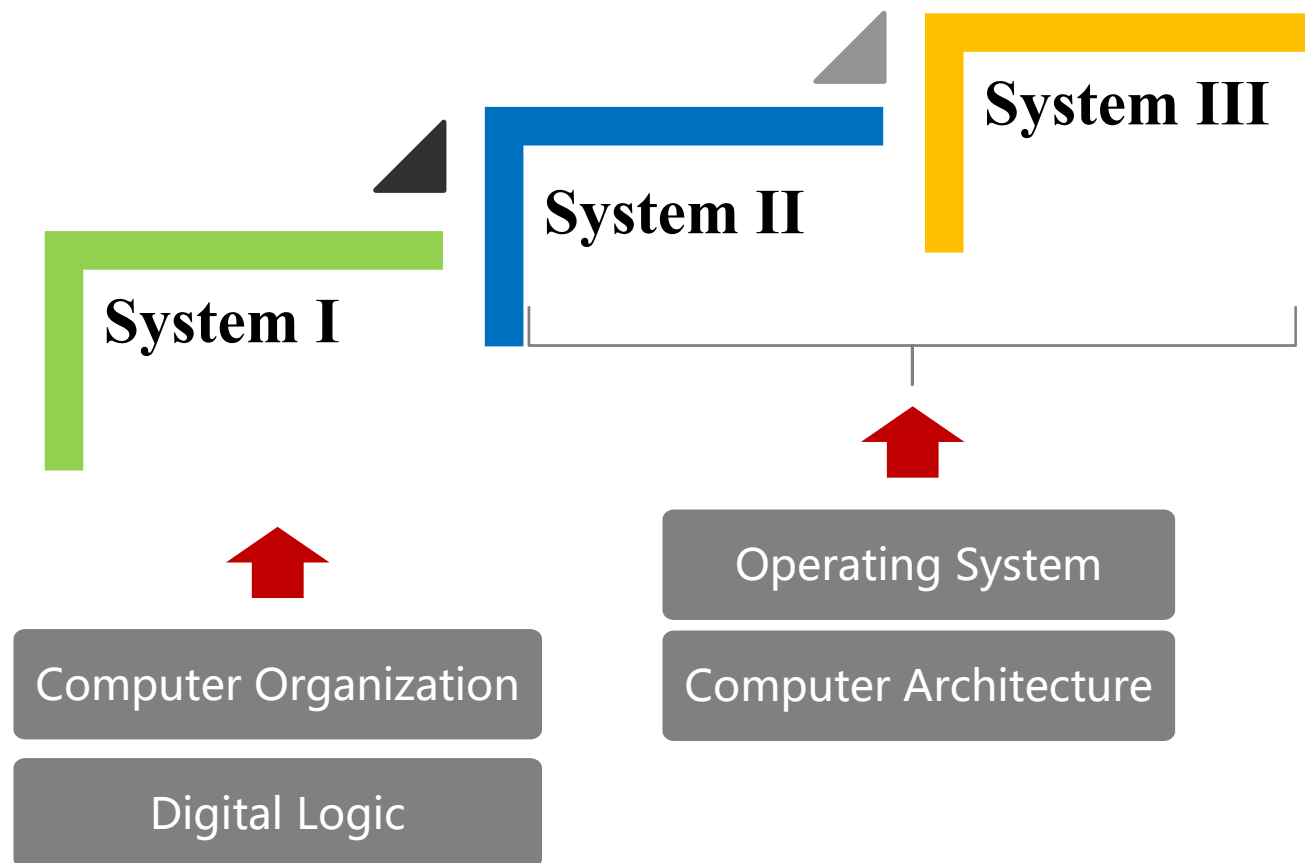 System I
System II
System III
Computer Organization
Digital Logic
Operating System
Computer Architecture